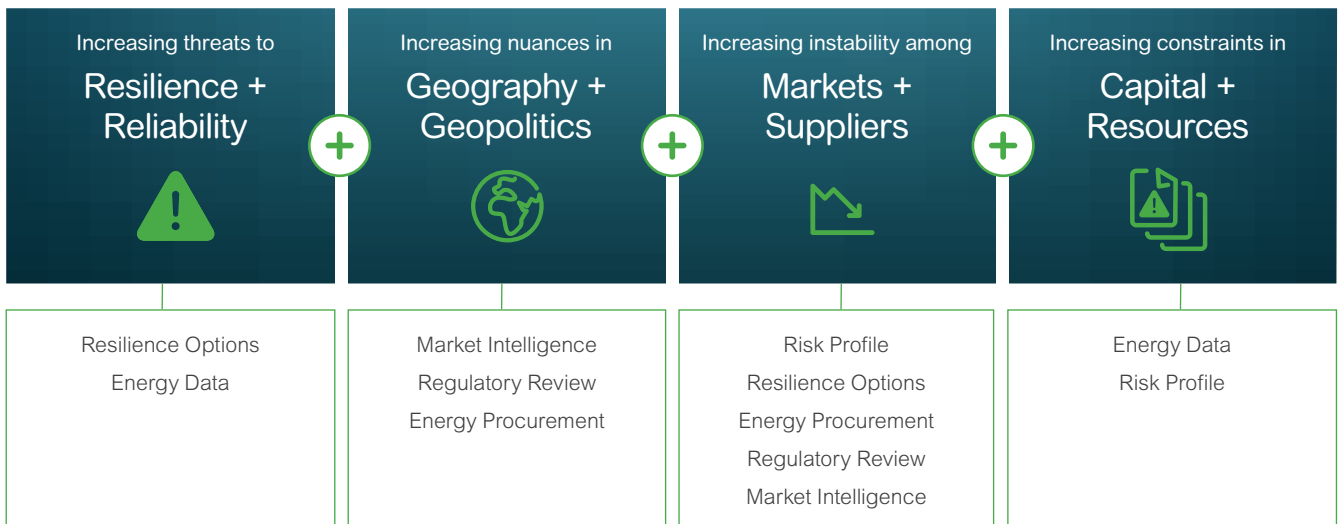 Increasing threats to
Resilience +
Reliability
Increasing nuances in
Geography +
Geopolitics
Increasing instability among
Markets +
Suppliers
Increasing constraints in
Capital +
Resources
Resilience Options
Energy Data
Market Intelligence
Regulatory Review
Energy Procurement
Risk Profile
Resilience Options
Energy Procurement
Regulatory Review
Market Intelligence
Energy Data
Risk Profile